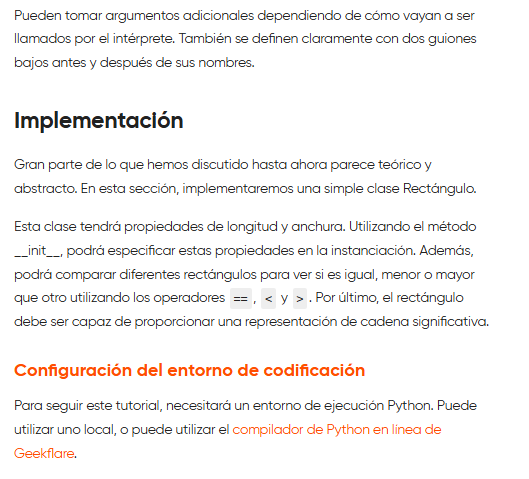 Pueden tomar argumentos adicionales dependiendo de cómo vayan a ser
llamados por el intérprete. También se definen claramente con dos guiones
bajos antes y después de sus nombres.
Implementación
Gran parte de lo que hemos discutido hasta ahora parece teórico y
abstracto. En esta sección, implementaremos una simple clase Rectángulo.
Esta clase tendrá propiedades de longitud y anchura. Utilizando el método
__init__, podrá especificar estas propiedades en la instanciación. Además,
podrá comparar diferentes rectángulos para ver si es igual, menor o mayor
que otro utilizando los operadores == , < y > . Por último, el rectángulo
debe ser capaz de proporcionar una representación de cadena significativa.
Configuración del entorno de codificación
Para seguir este tutorial, necesitará un entorno de ejecución Python. Puede
utilizar uno local, o puede utilizar el compilador de Python en línea de
Geekflare.